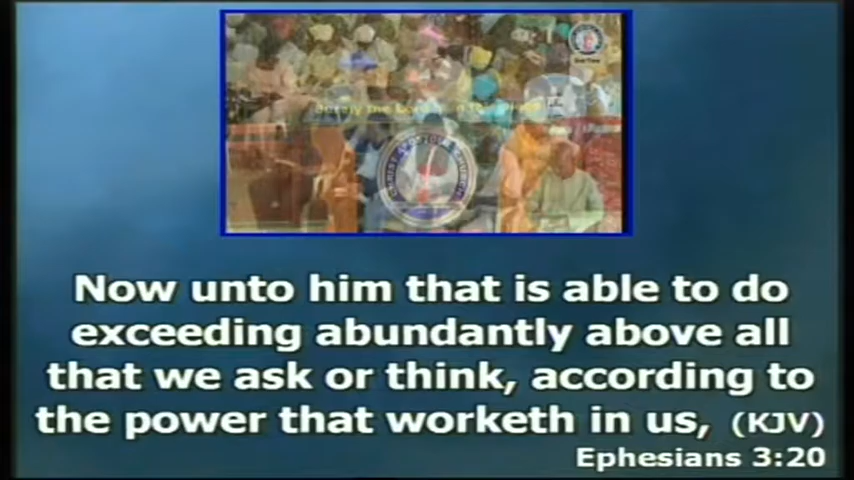 Now unto him that is able to do
exceeding abundantly above all
that we ask or think, according to
the power that worketh in us, (KJV)
Ephesians 3:20